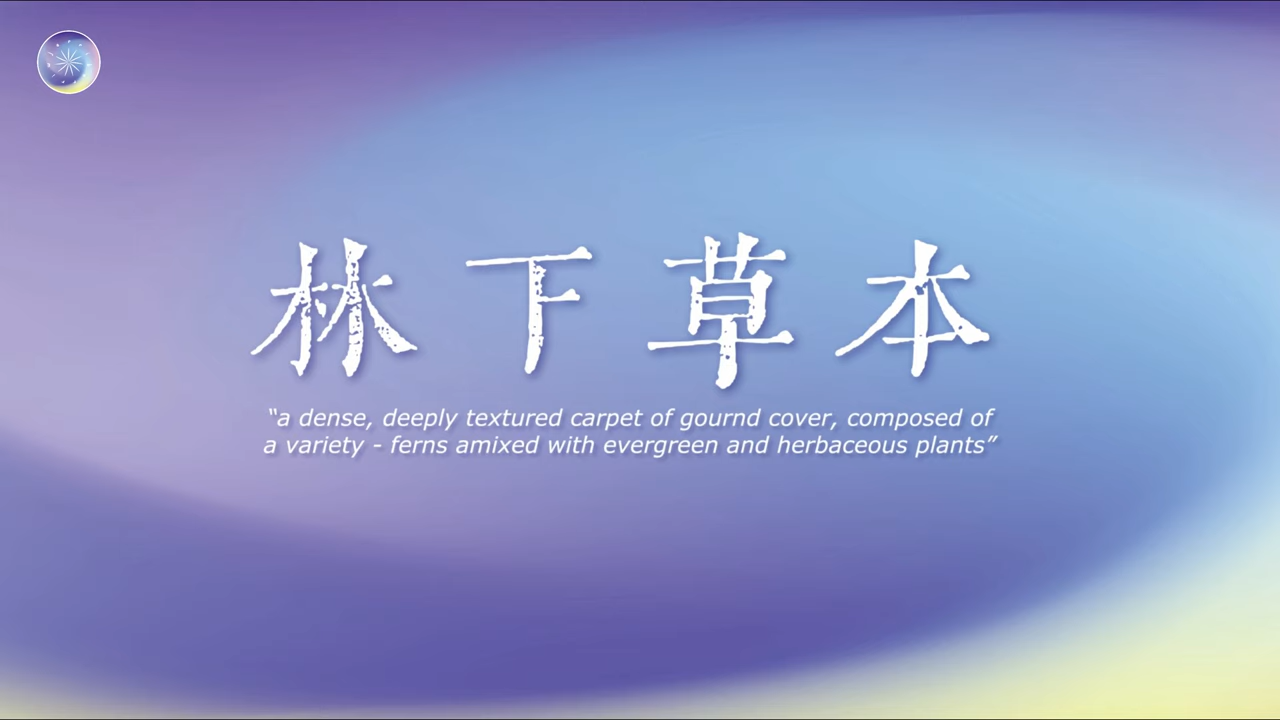 林下草本
“a dense, deeply textured carpet of gournd cover, composed of
a variety - ferns amixed with evergreen and herbaceous plants”